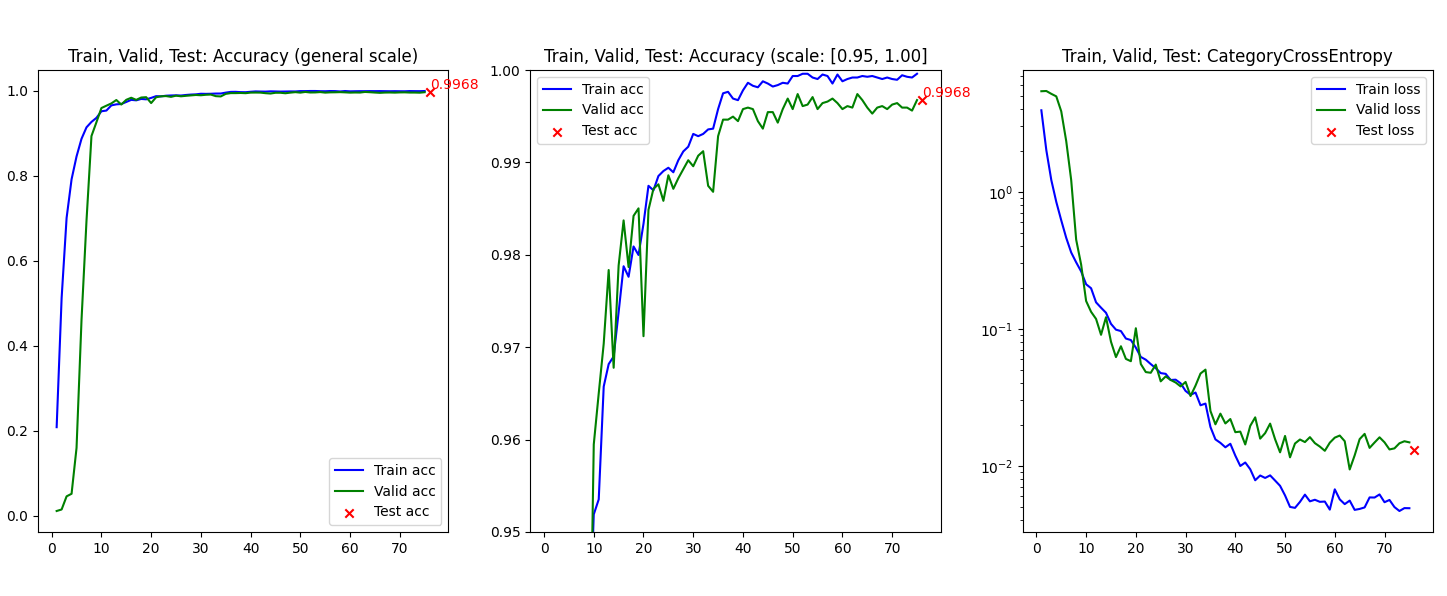 Train, Valid, Test: Accuracy (general scale)
1.0
0.8
0.6
0.4
0.2
0.0
0 10 20 30 40 50 60 70
0.9968
Train acc
Valid acc
Test acc
Train, Valid, Test: Accuracy (scale: [0.95, 1.00]
1.00
0.99
0.98
0.97
0.96
0.95
0 10 20 30 40 50 60 70
Train acc
Valid acc
Test acc
0.9968
Train, Valid, Test: CategoryCrossEntropy
10⁰
10⁻¹
10⁻²
0 10 20 30 40 50 60 70
Train loss
Valid loss
Test loss